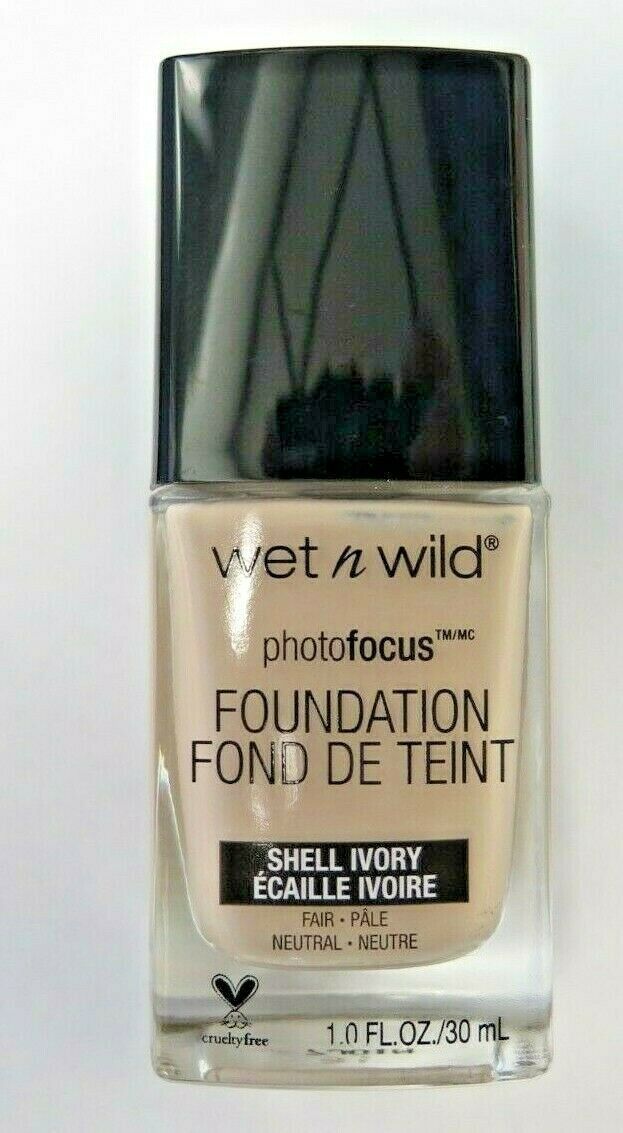 wet n wild®
photofocus™/MC
FOUNDATION
FOND DE TEINT
SHELL IVORY
ÉCAILLE IVOIRE
FAIR • PÂLE
NEUTRAL • NEUTRE
crueltyfree
1.0 FL.OZ./30 mL